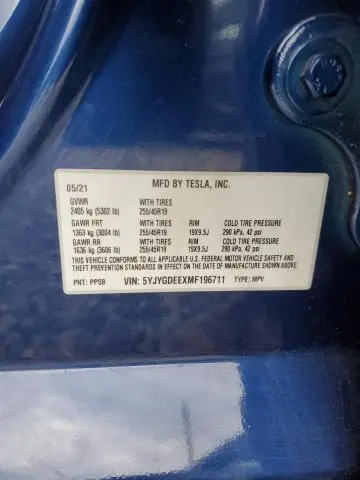 05/21 MFD BY TESLA, INC.
GVWR WITH TIRES
2405 kg (5302 lb) 255/45R19
GAWR FRT WITH TIRES RIM COLD TIRE PRESSURE
1363 kg (3004 lb) 255/45R19 19X9.5J 290 kPa, 42 psi
GAWR RR WITH TIRES RIM COLD TIRE PRESSURE
1636 kg (3606 lb) 255/45R19 19X9.5J 290 kPa, 42 psi
THIS VEHICLE CONFORMS TO ALL APPLICABLE U.S. FEDERAL MOTOR VEHICLE
SAFETY AND THEFT PREVENTION STANDARDS IN EFFECT
ON THE DATE OF MANUFACTURE SHOWN ABOVE.
PNT: PPSB VIN: 5YJYGDEEXMF196711 TYPE: MPV